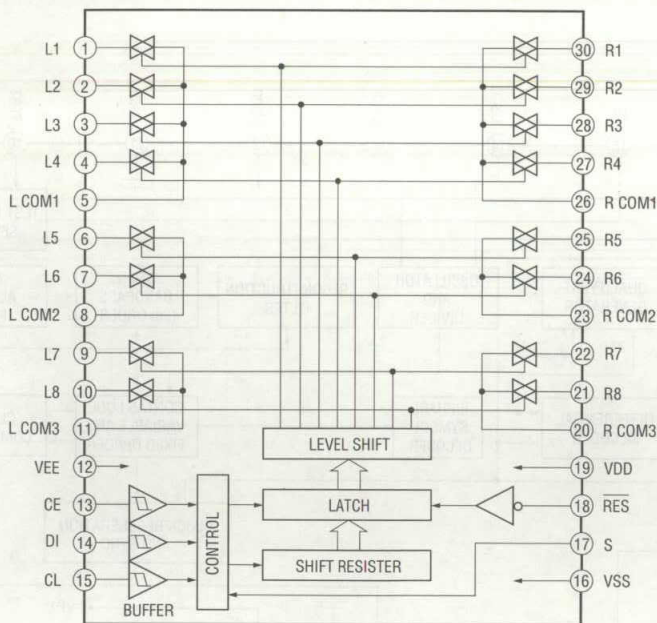 L1 1
L2 2
L3 3
L4 4
L COM1 5
L5 6
L6 7
L COM2 8
L7 9
L8 10
L COM3 11
VEE 12
CE 13
DI 14
CL 15
BUFFER
CONTROL
LEVEL SHIFT
LATCH
SHIFT RESISTER
30 R1
29 R2
28 R3
27 R4
26 R COM1
25 R5
24 R6
23 R COM2
22 R7
21 R8
20 R COM3
19 VDD
18 RES
17 S
16 VSS